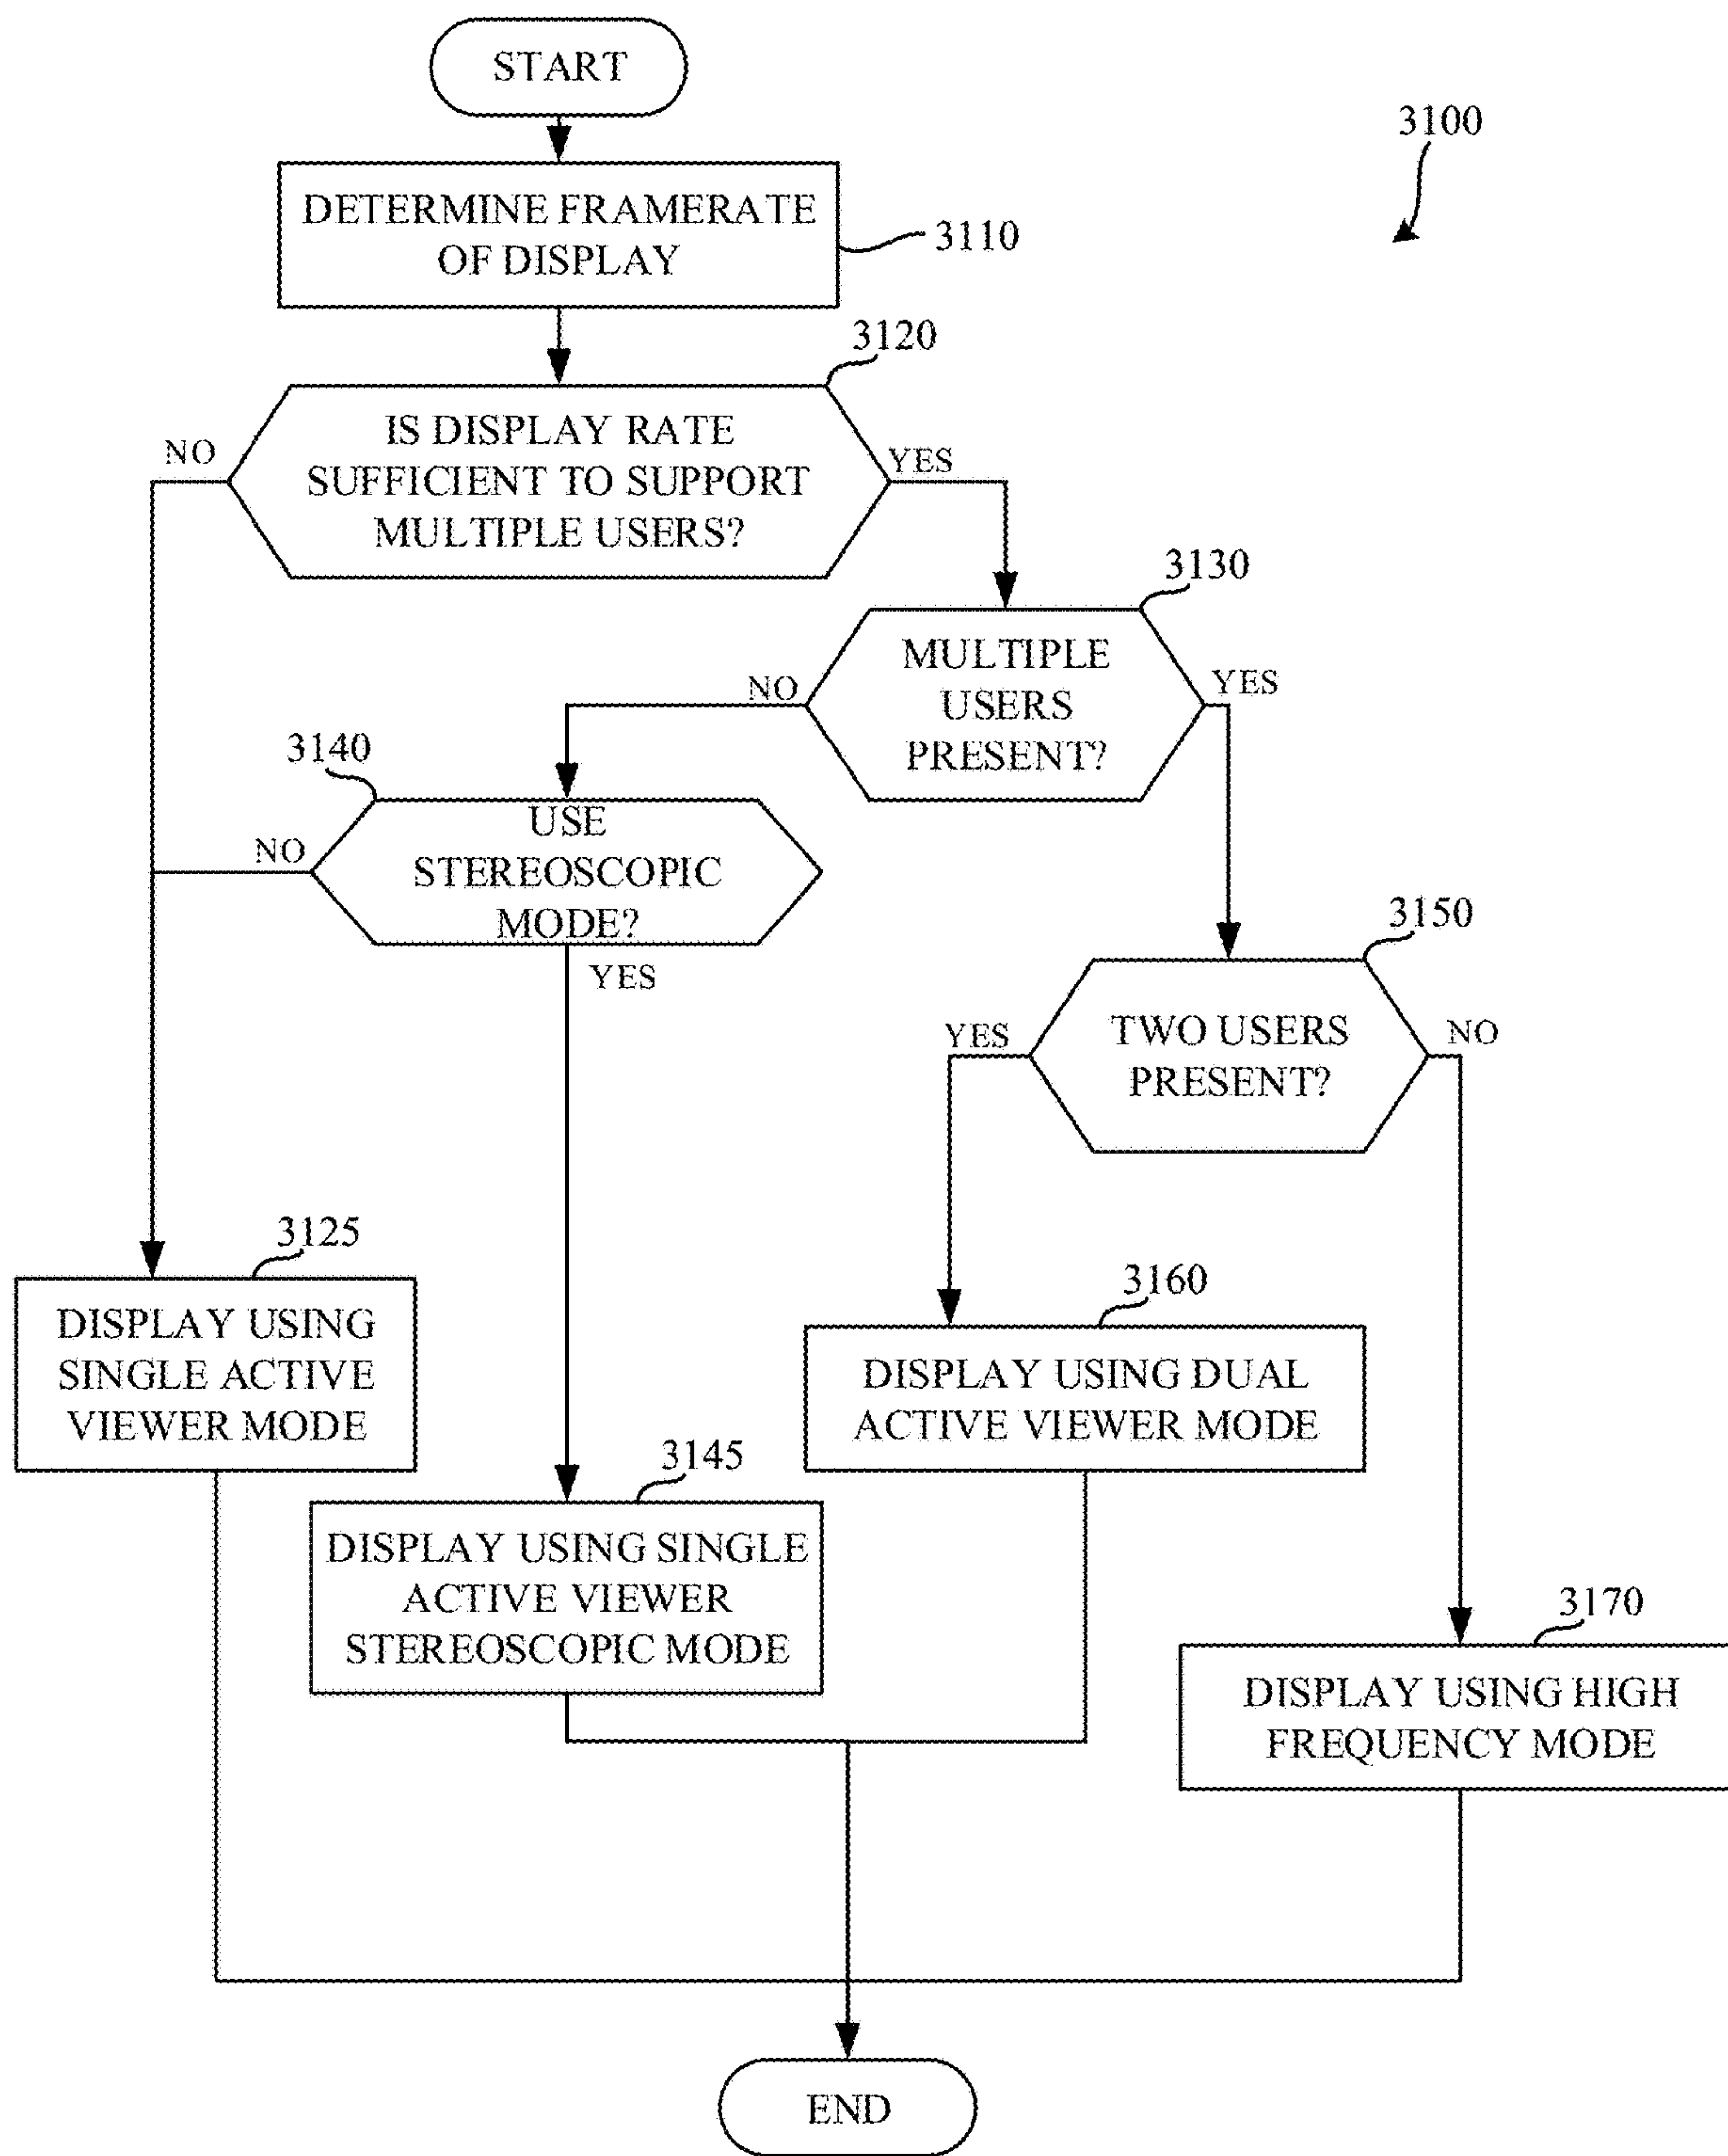 START
3100
DETERMINE FRAMERATE
OF DISPLAY
3110
3120
IS DISPLAY RATE
SUFFICIENT TO SUPPORT
MULTIPLE USERS?
NO
YES
3130
MULTIPLE
USERS
PRESENT?
NO
YES
3140
USE
STEREOSCOPIC
MODE?
NO
YES
3150
TWO USERS
PRESENT?
YES
NO
3125
DISPLAY USING
SINGLE ACTIVE
VIEWER MODE
3160
DISPLAY USING DUAL
ACTIVE VIEWER MODE
3145
DISPLAY USING SINGLE
ACTIVE VIEWER
STEREOSCOPIC MODE
3170
DISPLAY USING HIGH
FREQUENCY MODE
END